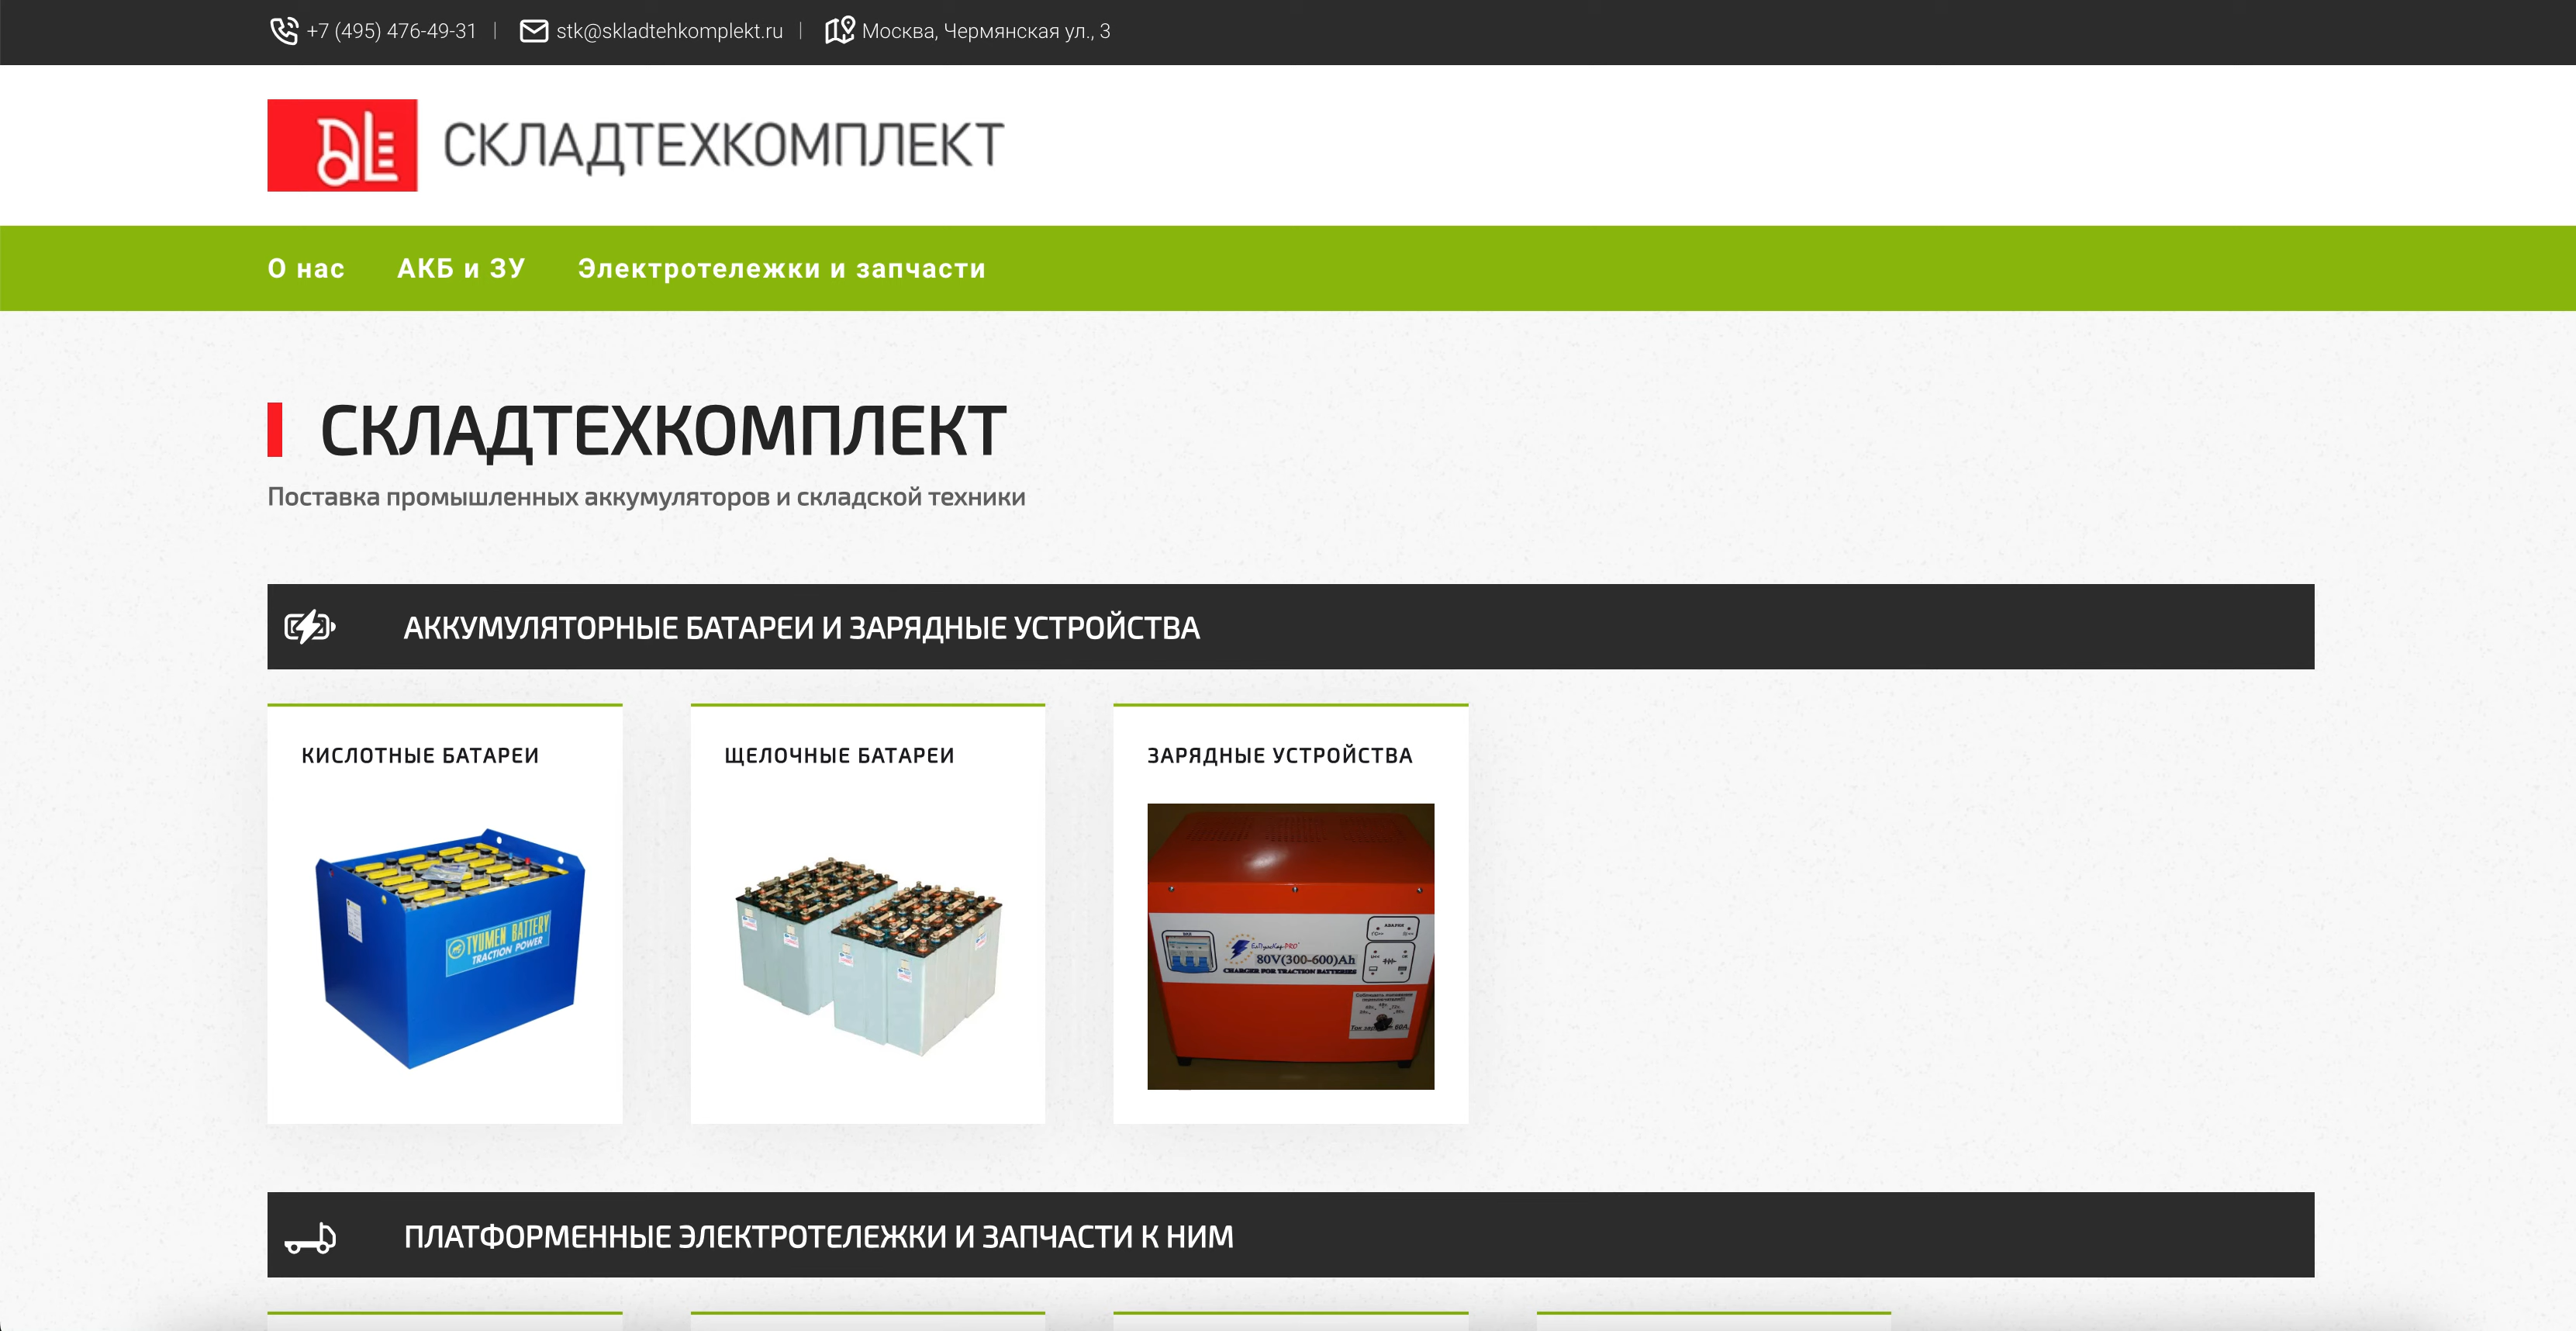 +7 (495) 476-49-31 | stk@skladtehkomplekt.ru | Москва, Чермянская ул., 3
СКЛАДТЕХКОМПЛЕКТ
О нас АКБ и ЗУ Электротележки и запчасти
СКЛАДТЕХКОМПЛЕКТ
Поставка промышленных аккумуляторов и складской техники
АККУМУЛЯТОРНЫЕ БАТАРЕИ И ЗАРЯДНЫЕ УСТРОЙСТВА
КИСЛОТНЫЕ БАТАРЕИ
TYUMEN BATTERY
TRACTION POWER
ЩЕЛОЧНЫЕ БАТАРЕИ
ЗАРЯДНЫЕ УСТРОЙСТВА
АВАРИЯ
80V(300-600)Ah
CHARGER FOR TRACTION BATTERIES
60А
ПЛАТФОРМЕННЫЕ ЭЛЕКТРОТЕЛЕЖКИ И ЗАПЧАСТИ К НИМ